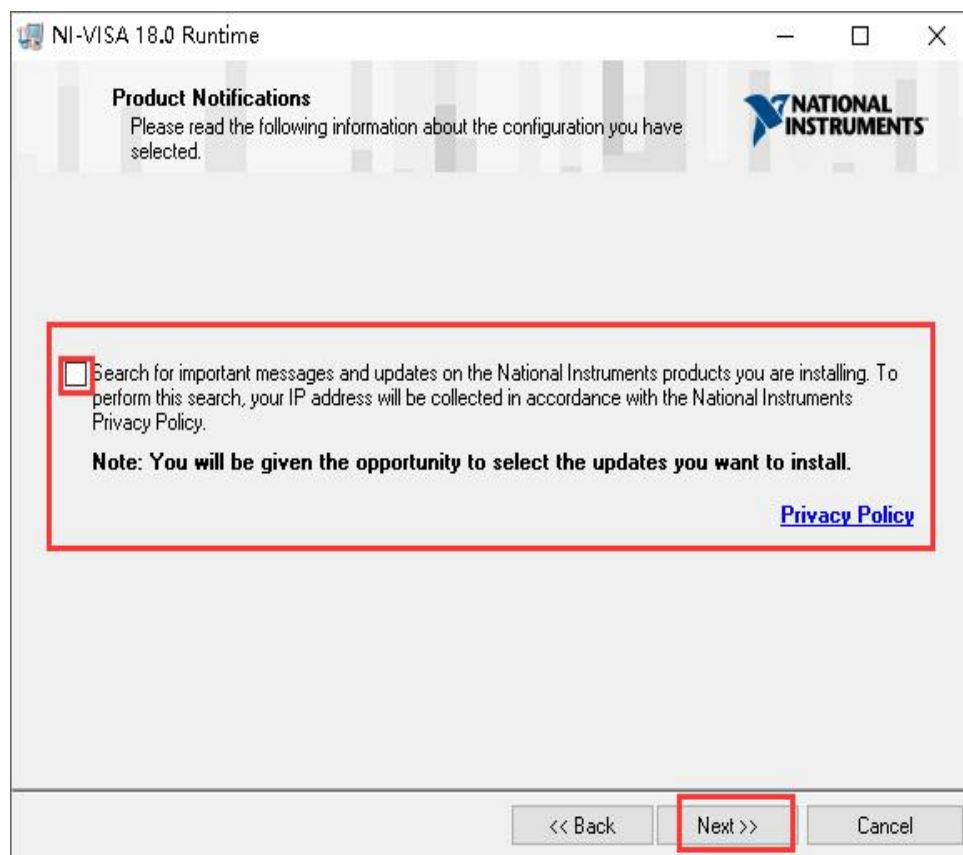 NI-VISA 18.0 Runtime
Product Notifications
Please read the following information about the configuration you have
selected.
NATIONAL
INSTRUMENTS
Search for important messages and updates on the National Instruments products you are installing. To
perform this search, your IP address will be collected in accordance with the National Instruments
Privacy Policy.
Note: You will be given the opportunity to select the updates you want to install.
Privacy Policy
<< Back Next >> Cancel